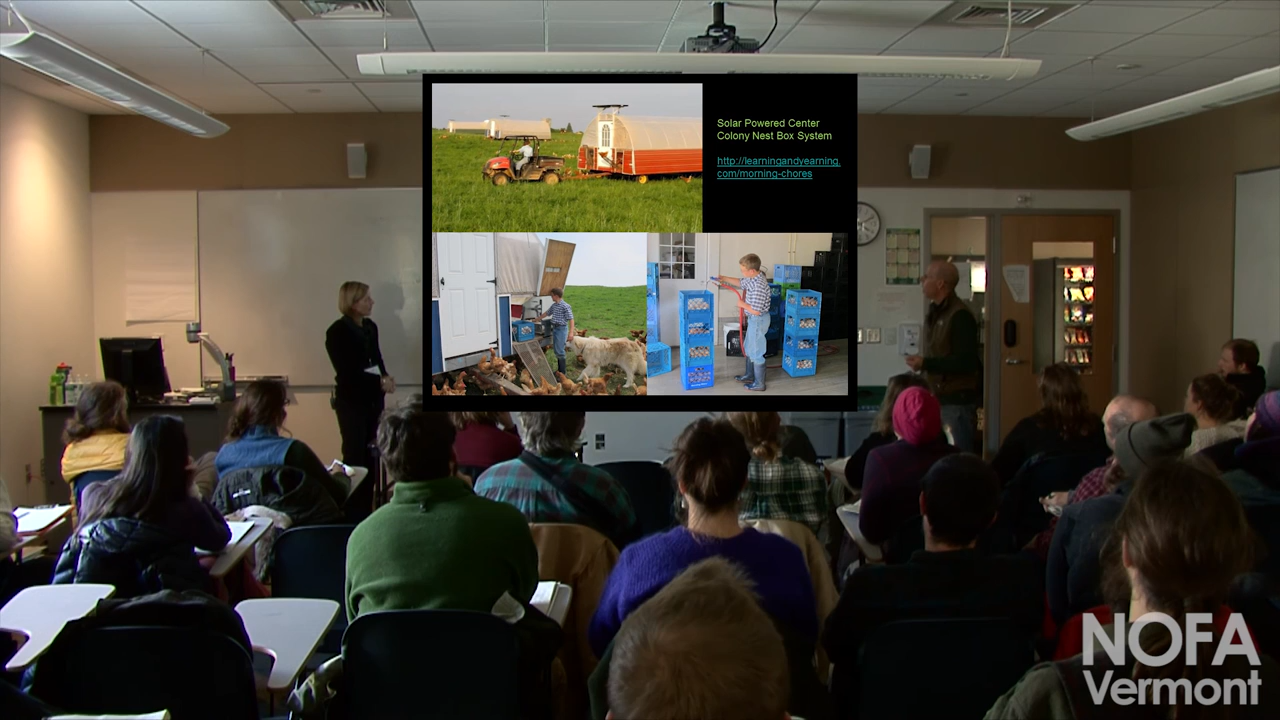 Solar Powered Center
Colony Nest Box System
http://learningandyearning.
com/morning-chores
NOFA
Vermont